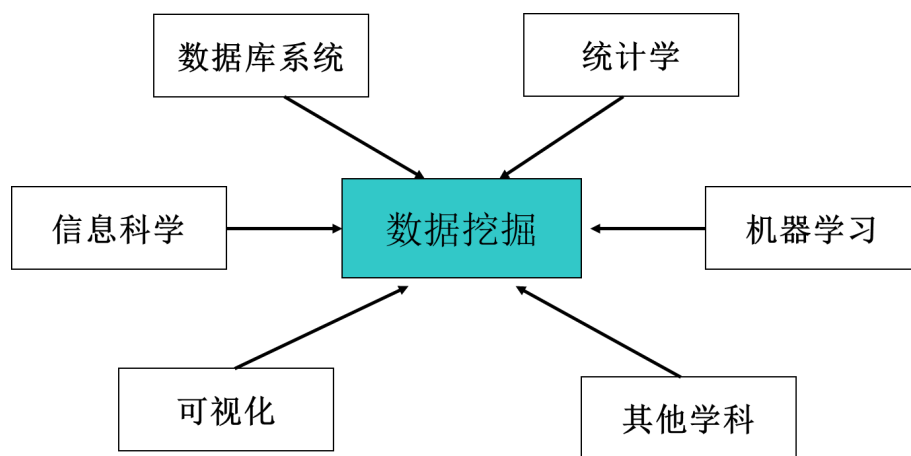 数据库系统
统计学
信息科学
数据挖掘
机器学习
可视化
其他学科